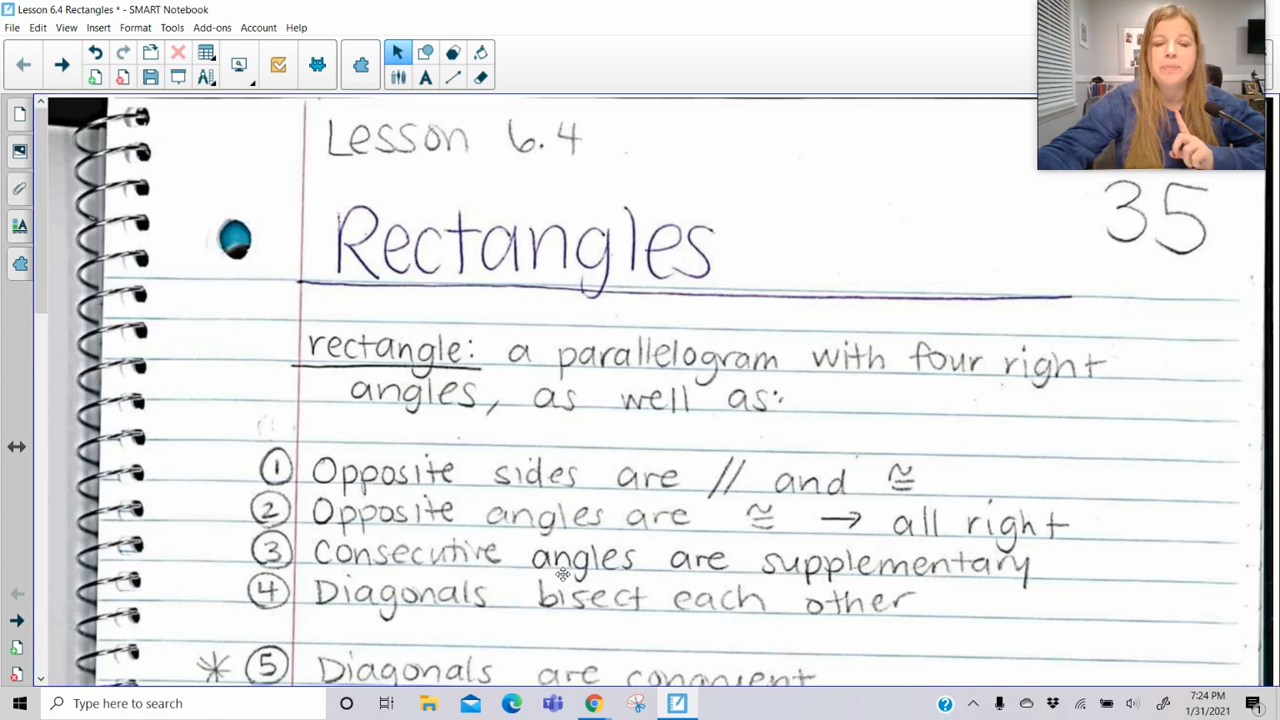 Lesson 6.4 Rectangles * - SMART Notebook
File Edit View Insert Format Tools Add-ons Account Help
Lesson 6.4
35
Rectangles
rectangle: a parallelogram with four right
angles, as well as:
① Opposite sides are // and ≅
② Opposite angles are ≅ → all right
③ Consecutive angles are supplementary
④ Diagonals bisect each other
* ⑤ Diagonals are congruent
Type here to search
7:24 PM
1/31/2021